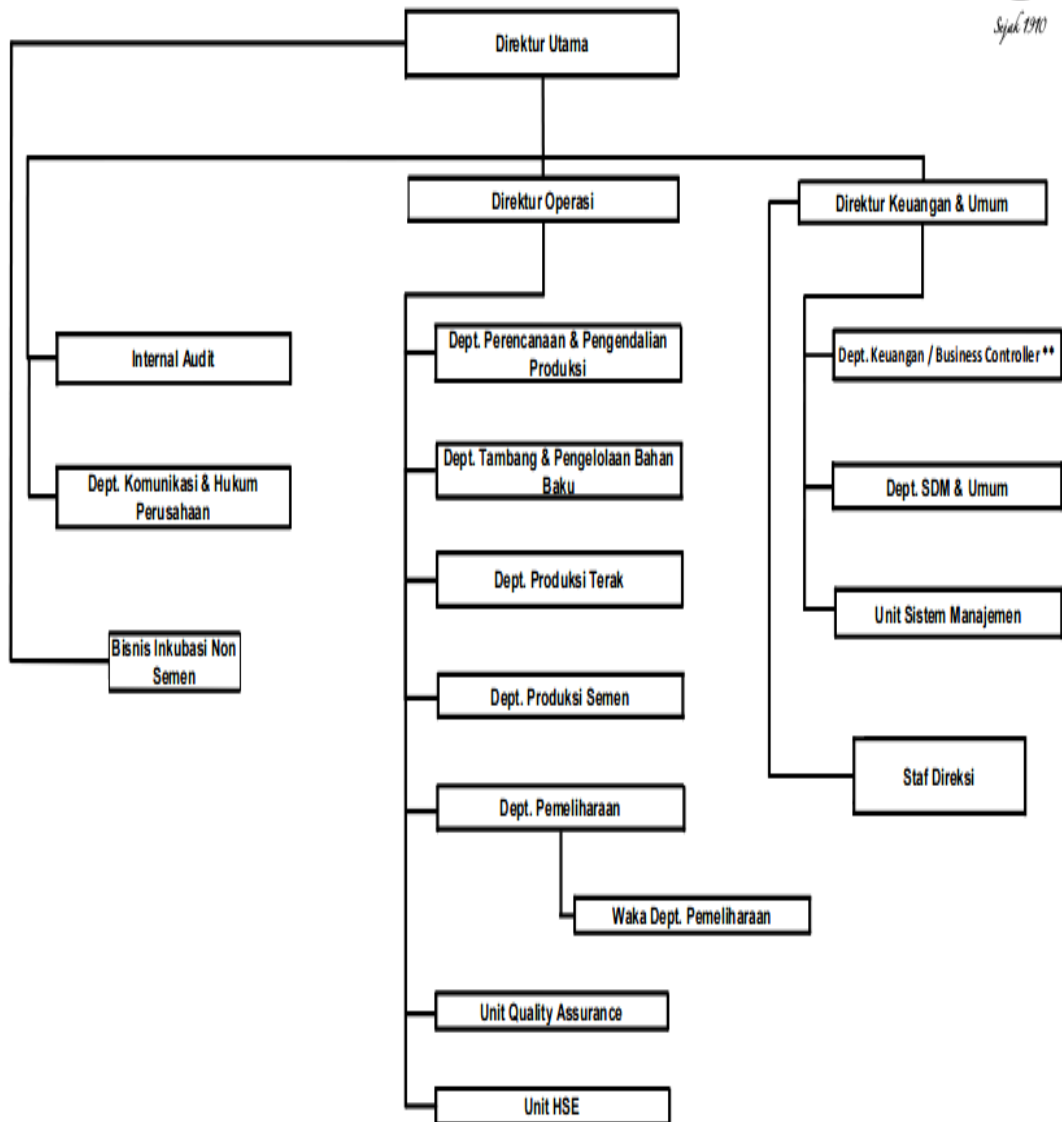 Sejak 1910
Direktur Utama
Direktur Operasi
Direktur Keuangan & Umum
Internal Audit
Dept. Komunikasi & Hukum
Perusahaan
Bisnis Inkubasi Non
Semen
Dept. Perencanaan & Pengendalian
Produksi
Dept. Tambang & Pengelolaan Bahan
Baku
Dept. Produksi Terak
Dept. Produksi Semen
Dept. Pemeliharaan
Waka Dept. Pemeliharaan
Unit Quality Assurance
Unit HSE
Dept. Keuangan / Business Controller **
Dept. SDM & Umum
Unit Sistem Manajemen
Staf Direksi